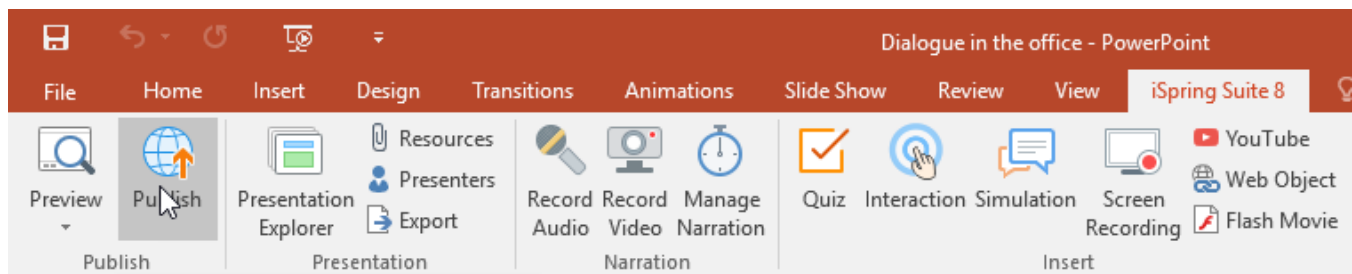 Dialogue in the office - PowerPoint
File Home Insert Design Transitions Animations Slide Show Review View iSpring Suite 8
Preview
Publish
Publish
Presentation
Explorer
Resources
Presenters
Export
Presentation
Record
Audio
Record
Video
Manage
Narration
Narration
Quiz
Interaction
Simulation
Screen
Recording
YouTube
Web Object
Flash Movie
Insert